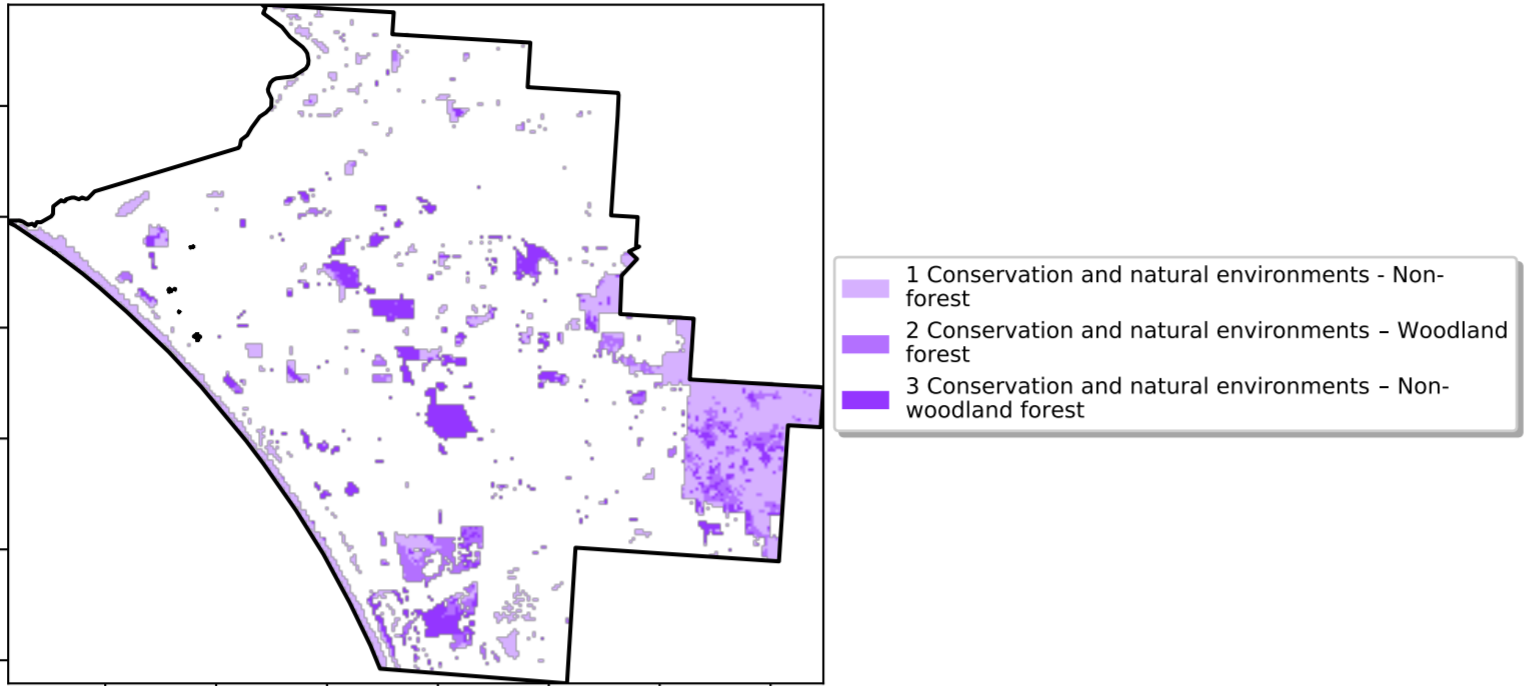 1 Conservation and natural environments - Non-
forest
2 Conservation and natural environments – Woodland
forest
3 Conservation and natural environments – Non-
woodland forest